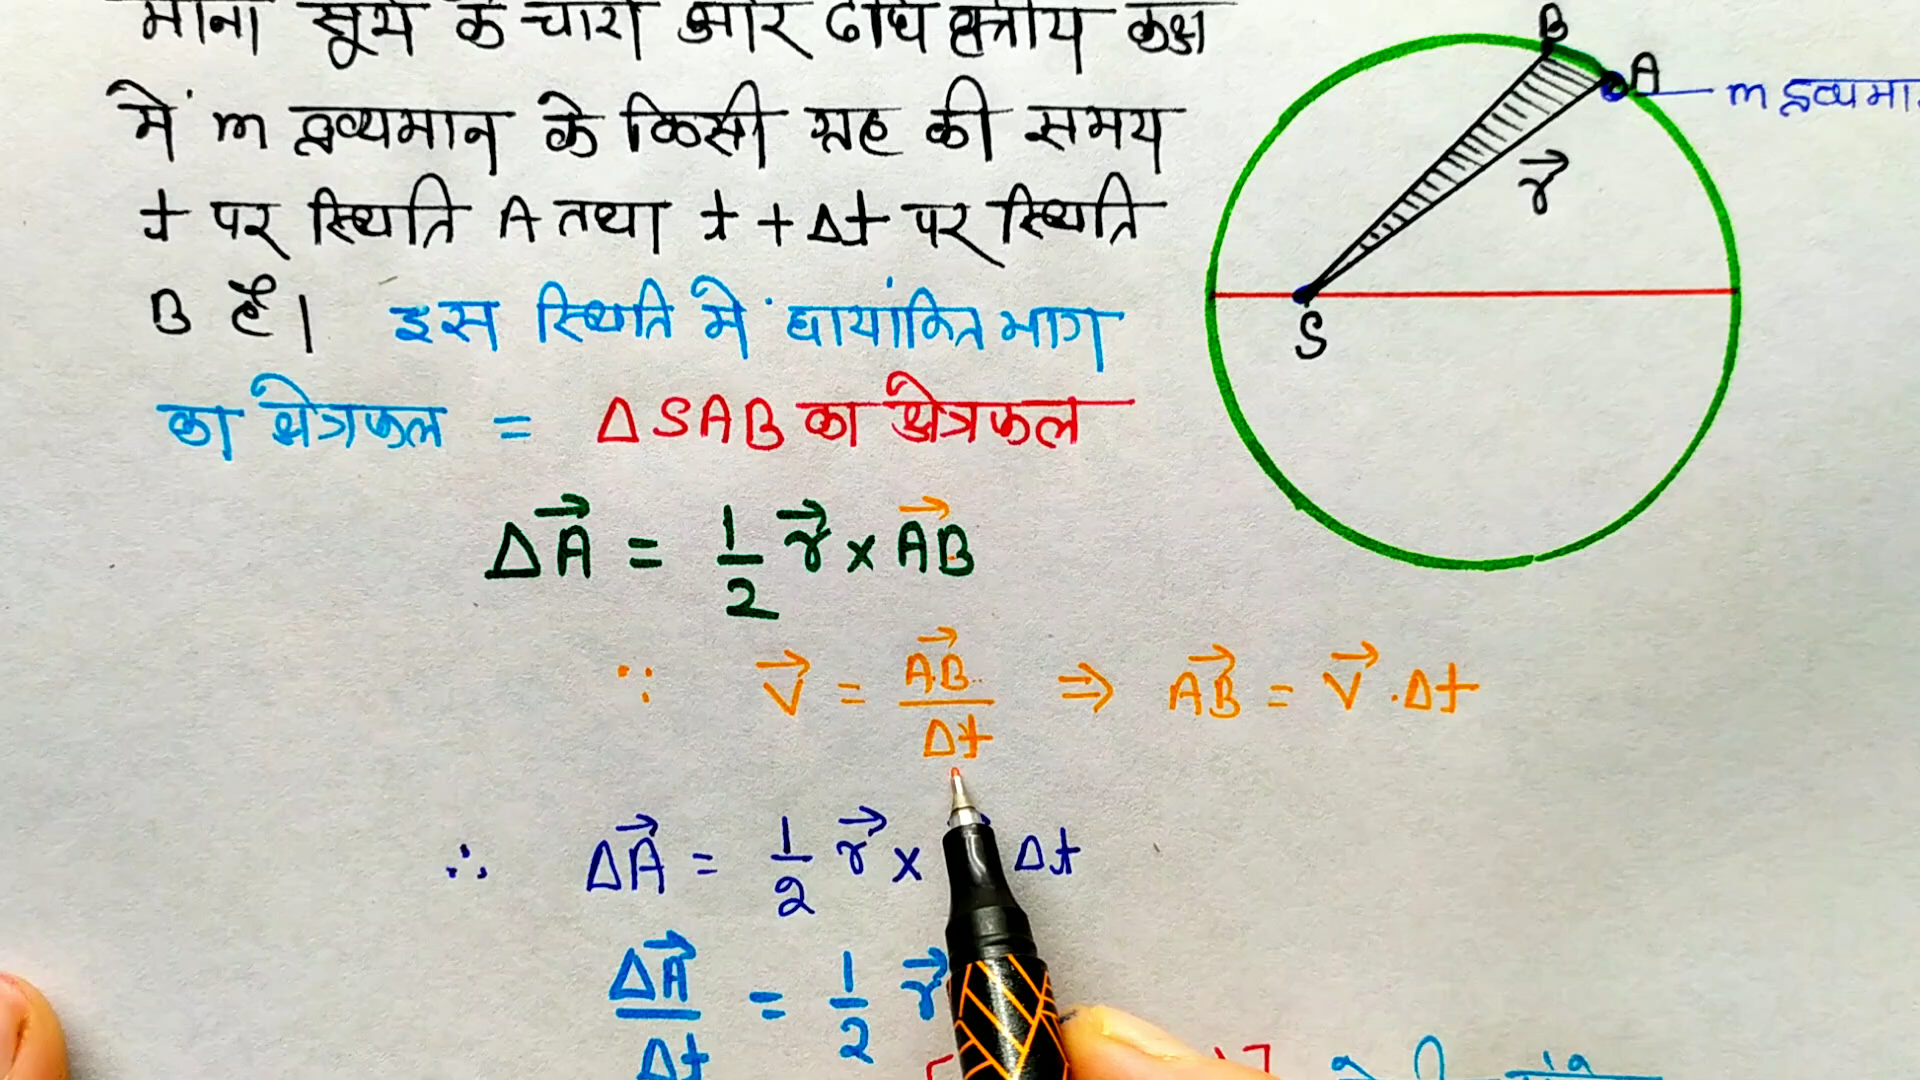 माना सूर्य के चारों ओर दीर्घ वृत्तीय कक्ष
में m द्रव्यमान के किसी ग्रह की समय
t पर स्थिति A तथा t + Δt पर स्थिति
B है। इस स्थिति में छायांकित भाग
का क्षेत्रफल = ΔSAB का क्षेत्रफल
B
A
m द्रव्यमा
r⃗
S
ΔA⃗ = 1/2 r⃗ × AB⃗
∵ v⃗ = AB⃗/Δt ⇒ AB⃗ = v⃗ . Δt
∴ ΔA⃗ = 1/2 r⃗ × Δt
ΔA⃗/Δt = 1/2 r⃗